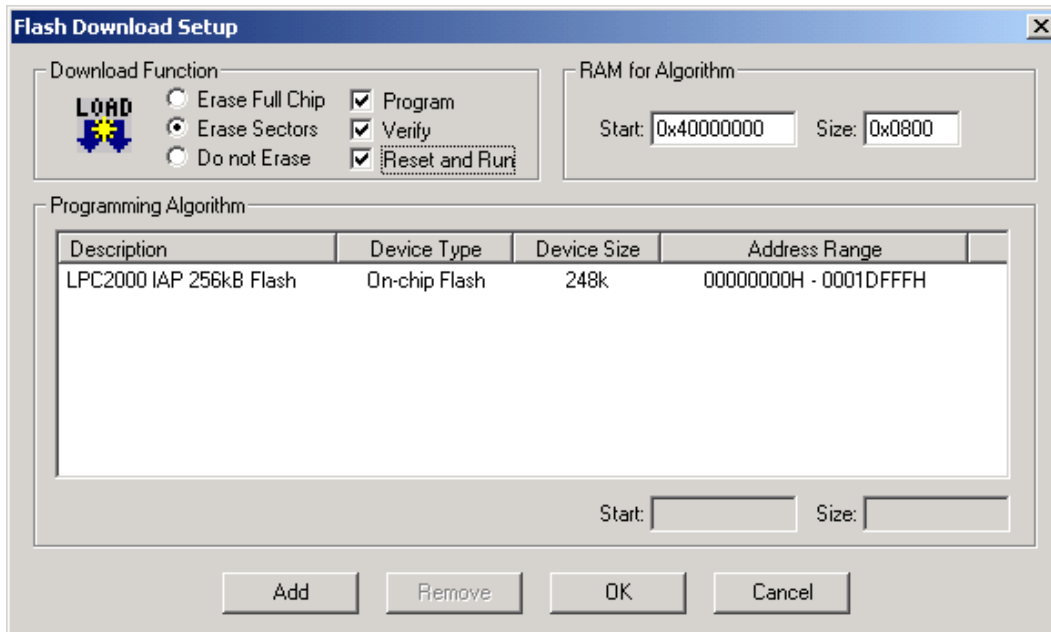 Flash Download Setup
Download Function
LOAD
Erase Full Chip
Erase Sectors
Do not Erase
Program
Verify
Reset and Run
RAM for Algorithm
Start: 0x40000000 Size: 0x0800
Programming Algorithm
Description Device Type Device Size Address Range
LPC2000 IAP 256kB Flash On-chip Flash 248k 00000000H - 0001DFFFH
Start: Size:
Add Remove OK Cancel